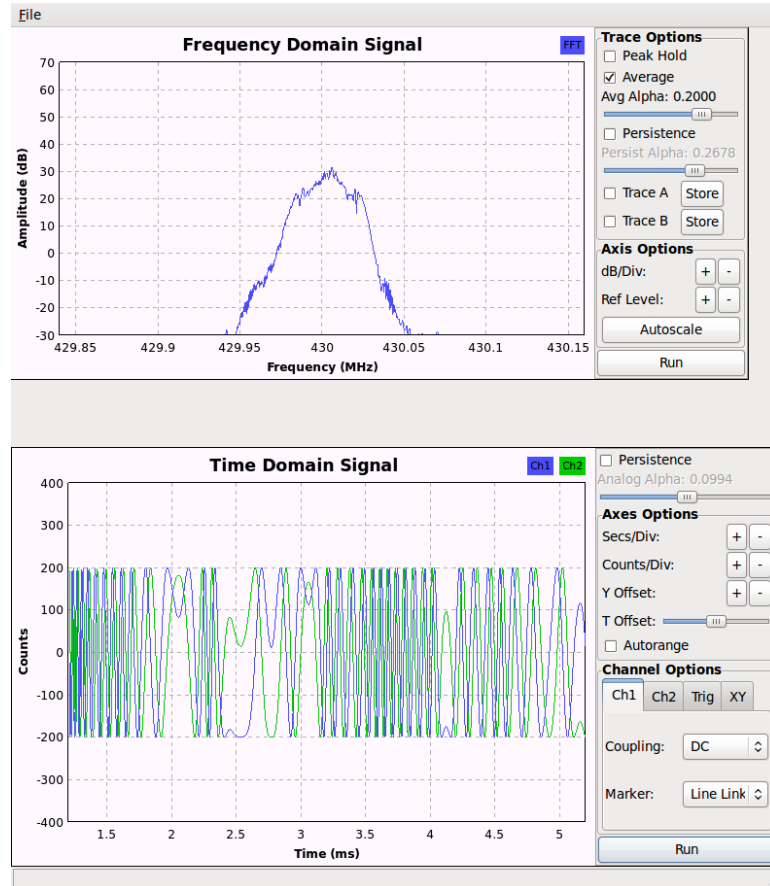 File
Frequency Domain Signal
FFT
Amplitude (dB)
70
60
50
40
30
20
10
0
-10
-20
-30
429.85 429.9 429.95 430 430.05 430.1 430.15
Frequency (MHz)
Trace Options
Peak Hold
Average
Avg Alpha: 0.2000
Persistence
Persist Alpha: 0.2678
Trace A Store
Trace B Store
Axis Options
dB/Div: + -
Ref Level: + -
Autoscale
Run
Time Domain Signal
Ch1 Ch2
Counts
400
300
200
100
0
-100
-200
-300
-400
1.5 2 2.5 3 3.5 4 4.5 5
Time (ms)
Persistence
Analog Alpha: 0.0994
Axes Options
Secs/Div: + -
Counts/Div: + -
Y Offset: + -
T Offset:
Autorange
Channel Options
Ch1 Ch2 Trig XY
Coupling: DC
Marker: Line Link
Run